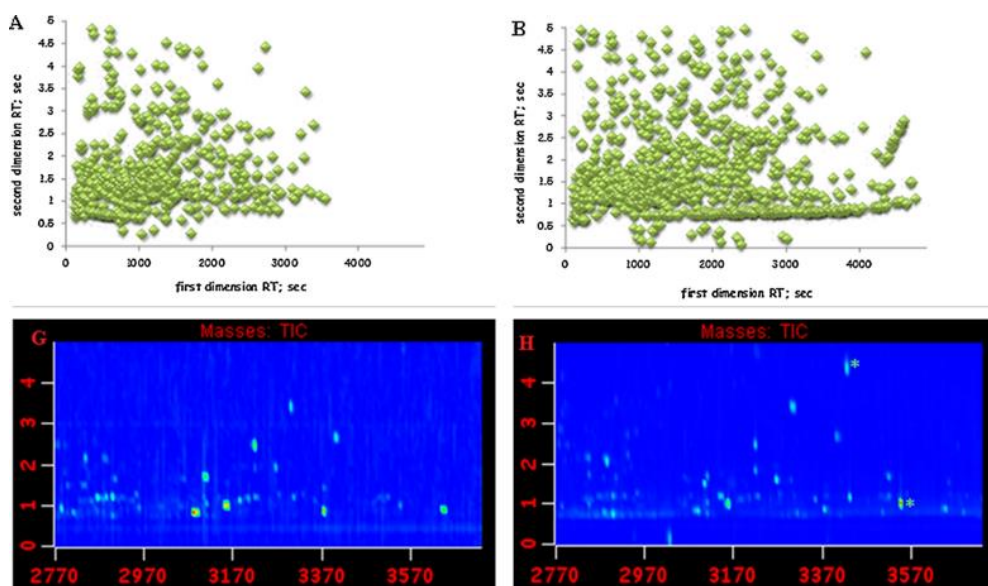 A
5
4.5
4
3.5
3
2.5
2
1.5
1
0.5
0
second dimension RT; sec
0 1000 2000 3000 4000
first dimension RT; sec
B
5
4.5
4
3.5
3
2.5
2
1.5
1
0.5
0
second dimension RT; sec
0 1000 2000 3000 4000
first dimension RT; sec
G
Masses: TIC
4
3
2
1
0
2770 2970 3170 3370 3570
H
Masses: TIC
4
3
2
1
0
*
*
2770 2970 3170 3370 3570